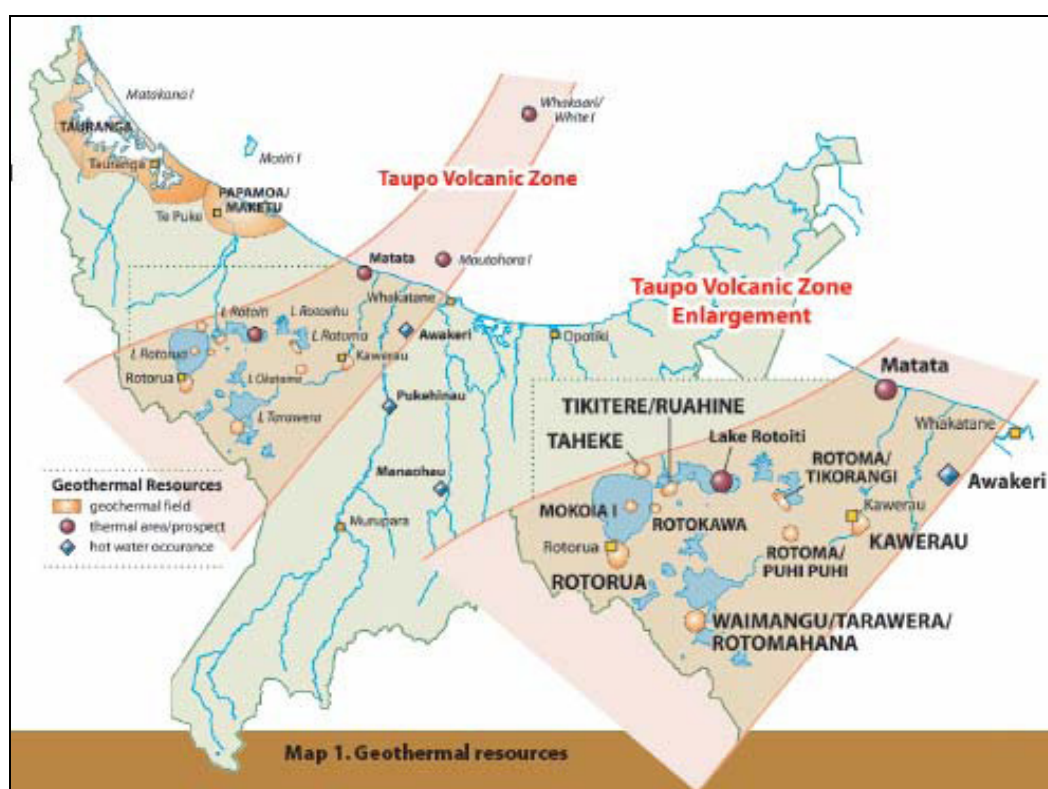 Matakana I
Whakaari/
White I
TAURANGA
Tauranga
Motiti I
Taupo Volcanic Zone
PAPAMOA/
MAKETU
Te Puke
Matata
Moutohora I
Whakatane
Taupo Volcanic Zone
Enlargement
L Rotoiti
L Rotoehu
L Rotoma
Awakeri
Opotiki
L Rotorua
Kawerau
Rotorua
L Okataina
L Tarawera
Pukehinau
Manaohau
Murupara
Geothermal Resources
geothermal field
thermal area/prospect
hot water occurance
Matata
TIKITERE/RUAHINE
Whakatane
TAHEKE
Lake Rotoiti
ROTOMA/
TIKORANGI
Awakeri
MOKOIA I
ROTOKAWA
Kawerau
Rotorua
KAWERAU
ROTOMA/
PUHI PUHI
ROTORUA
WAIMANGU/TARAWERA/
ROTOMAHANA
Map 1. Geothermal resources